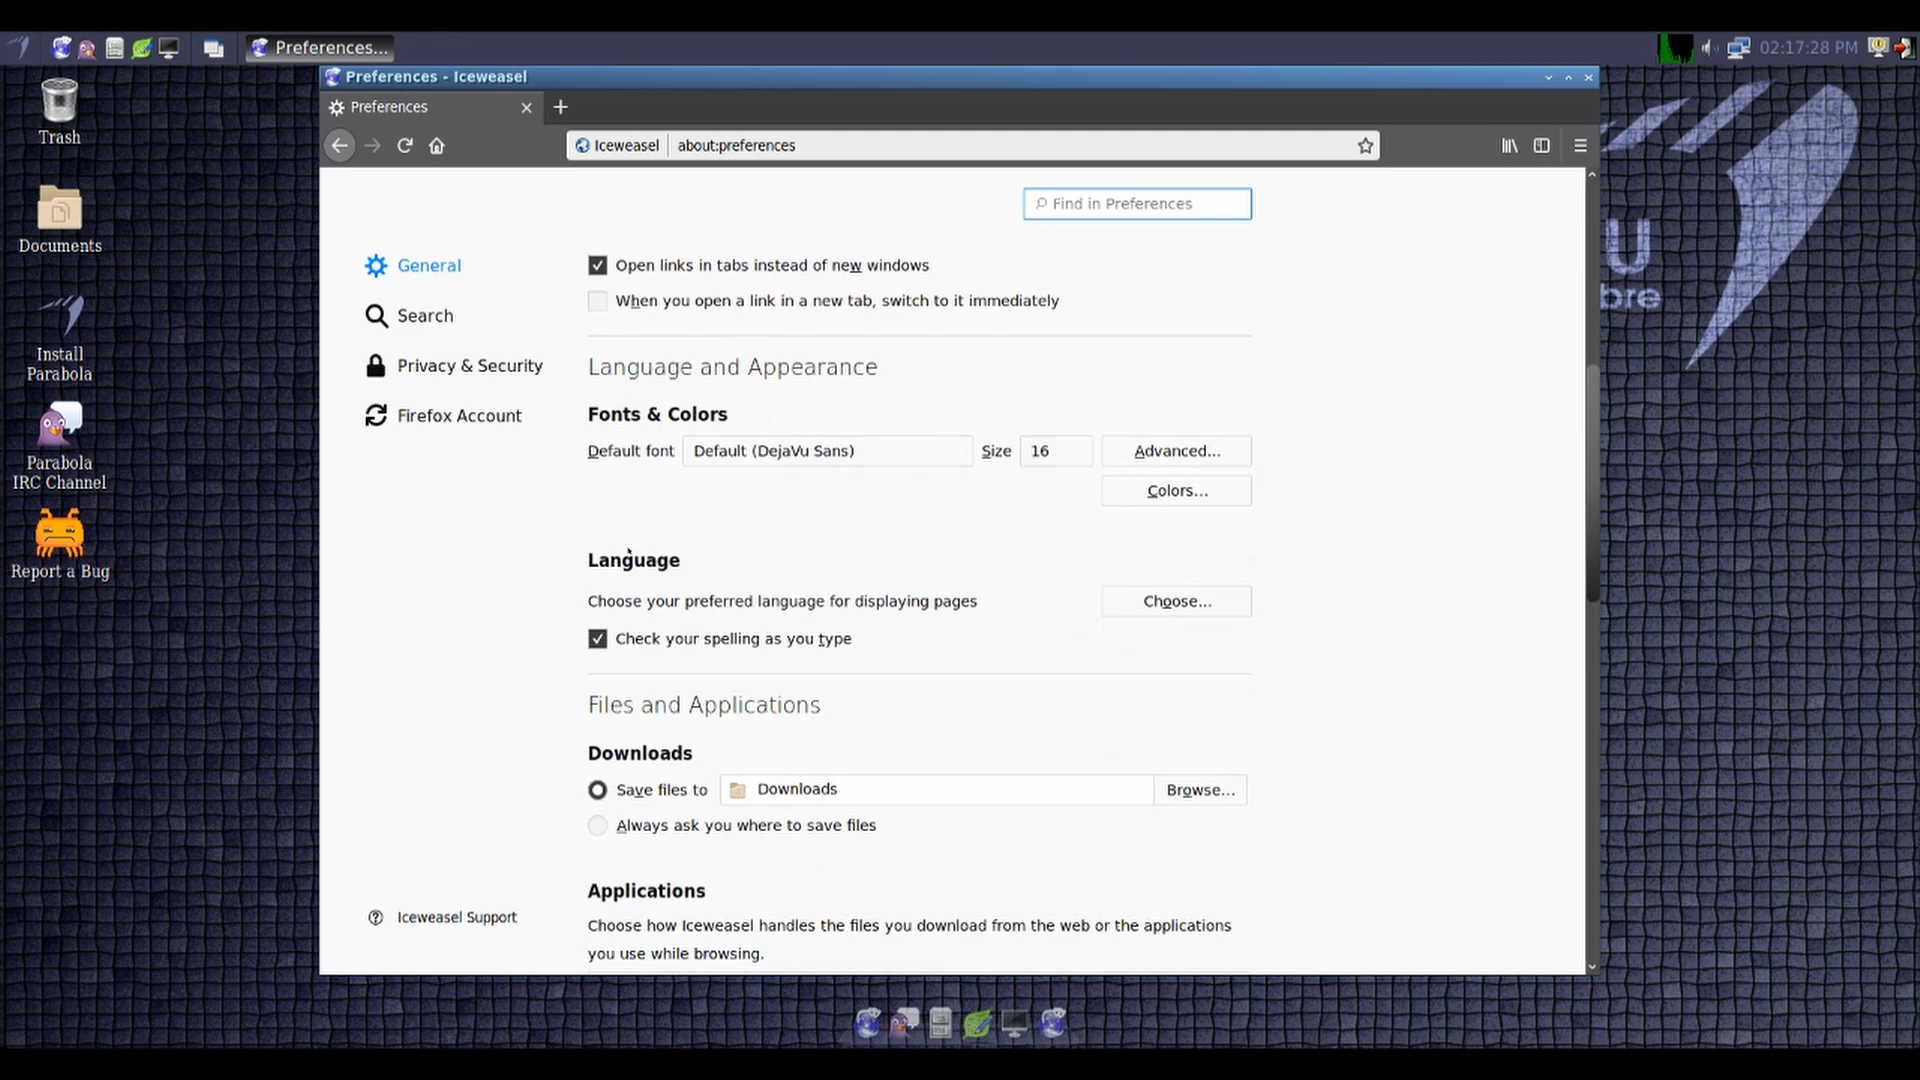 Preferences...
02:17:28 PM
Preferences - Iceweasel
Preferences
Iceweasel
about:preferences
Trash
Documents
Install
Parabola
Parabola
IRC Channel
Report a Bug
Find in Preferences
General
Search
Privacy & Security
Firefox Account
Iceweasel Support
Open links in tabs instead of new windows
When you open a link in a new tab, switch to it immediately
Language and Appearance
Fonts & Colors
Default font
Default (DejaVu Sans)
Size
16
Advanced...
Colors...
Language
Choose your preferred language for displaying pages
Choose...
Check your spelling as you type
Files and Applications
Downloads
Save files to
Downloads
Browse...
Always ask you where to save files
Applications
Choose how Iceweasel handles the files you download from the web or the applications
you use while browsing.
U
bre